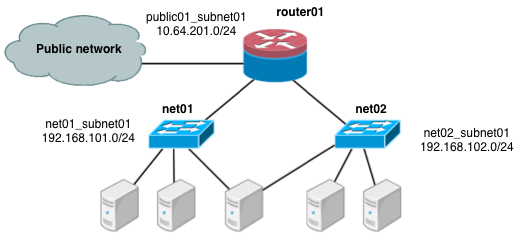 public01_subnet01
10.64.201.0/24
router01
Public network
net01
net02
net01_subnet01
192.168.101.0/24
net02_subnet01
192.168.102.0/24